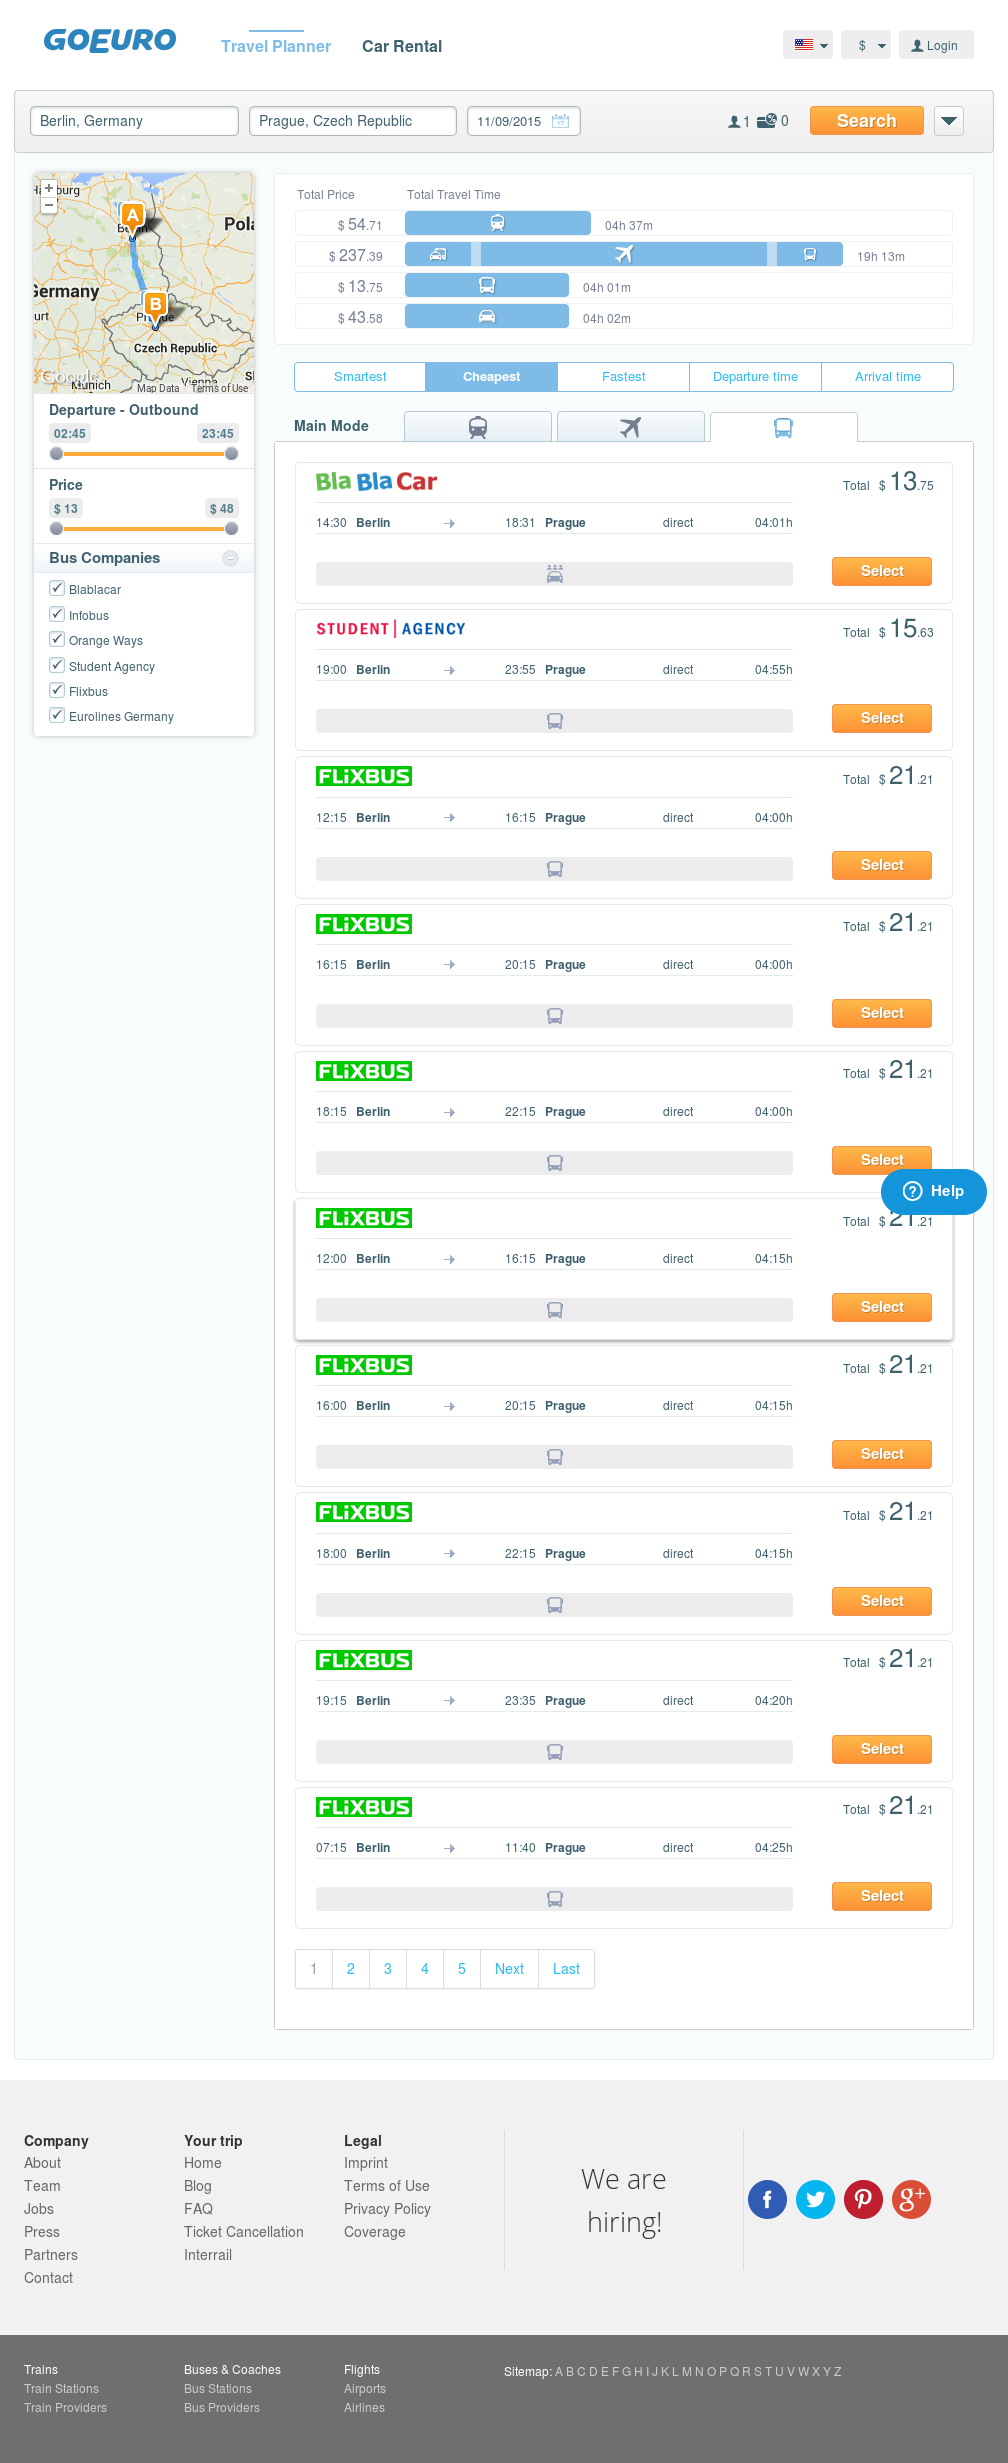 GOEURO
Travel Planner Car Rental
$ Login
Berlin, Germany Prague, Czech Republic 11/09/2015 1 0 Search
Total Price Total Travel Time
$ 54.71 04h 37m
$ 237.39 19h 13m
$ 13.75 04h 01m
$ 43.58 04h 02m
+
−
A
B
Germany
Prague
Czech Republic
Munich
Vienna
Google
Map Data Terms of Use
Departure - Outbound
02:45 23:45
Price
$ 13 $ 48
Bus Companies
Blablacar
Infobus
Orange Ways
Student Agency
Flixbus
Eurolines Germany
Smartest Cheapest Fastest Departure time Arrival time
Main Mode
Bla Bla Car Total $ 13.75
14:30 Berlin 18:31 Prague direct 04:01h
Select
STUDENT | AGENCY Total $ 15.63
19:00 Berlin 23:55 Prague direct 04:55h
Select
FLiXBUS Total $ 21.21
12:15 Berlin 16:15 Prague direct 04:00h
Select
FLiXBUS Total $ 21.21
16:15 Berlin 20:15 Prague direct 04:00h
Select
FLiXBUS Total $ 21.21
18:15 Berlin 22:15 Prague direct 04:00h
Select
Help
FLiXBUS Total $ 21.21
12:00 Berlin 16:15 Prague direct 04:15h
Select
FLiXBUS Total $ 21.21
16:00 Berlin 20:15 Prague direct 04:15h
Select
FLiXBUS Total $ 21.21
18:00 Berlin 22:15 Prague direct 04:15h
Select
FLiXBUS Total $ 21.21
19:15 Berlin 23:35 Prague direct 04:20h
Select
FLiXBUS Total $ 21.21
07:15 Berlin 11:40 Prague direct 04:25h
Select
1 2 3 4 5 Next Last
Company
About
Team
Jobs
Press
Partners
Contact
Your trip
Home
Blog
FAQ
Ticket Cancellation
Interrail
Legal
Imprint
Terms of Use
Privacy Policy
Coverage
We are
hiring!
Trains
Train Stations
Train Providers
Buses & Coaches
Bus Stations
Bus Providers
Flights
Airports
Airlines
Sitemap: A B C D E F G H I J K L M N O P Q R S T U V W X Y Z